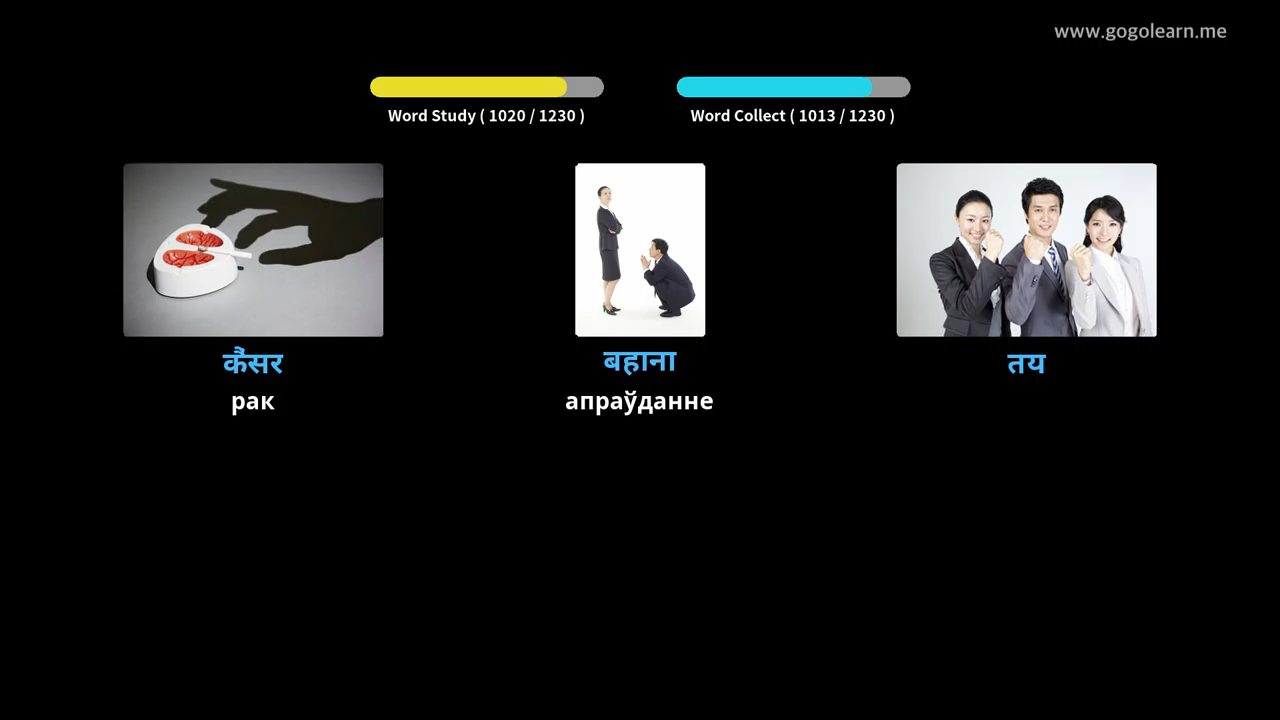 www.gogolearn.me
Word Study ( 1020 / 1230 )
Word Collect ( 1013 / 1230 )
कैंसर
बहाना
तय
рак
апраўданне